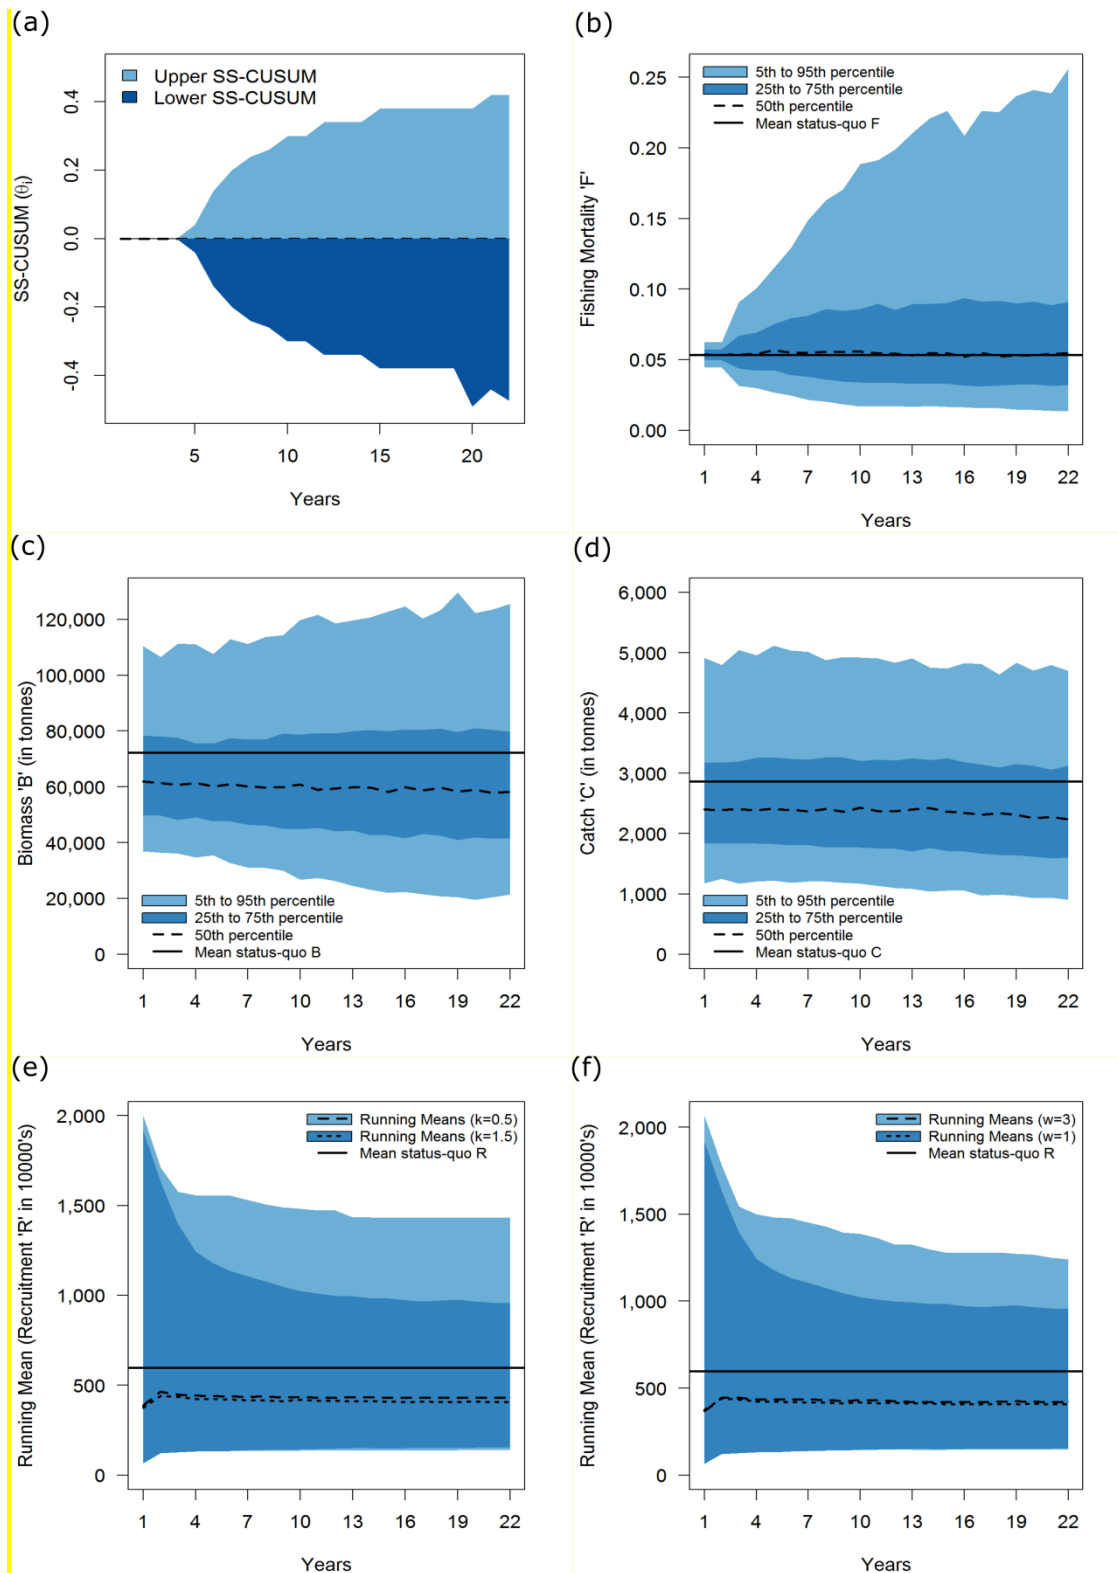 (a)
Upper SS-CUSUM
Lower SS-CUSUM
0.4
0.2
0.0
-0.2
-0.4
SS-CUSUM (θi)
5
10
15
20
Years
(b)
5th to 95th percentile
25th to 75th percentile
50th percentile
Mean status-quo F
0.25
0.20
0.15
0.10
0.05
0.00
Fishing Mortality 'F'
1
4
7
10
13
16
19
22
Years
(c)
120,000
100,000
80,000
60,000
40,000
20,000
0
Biomass 'B' (in tonnes)
5th to 95th percentile
25th to 75th percentile
50th percentile
Mean status-quo B
1
4
7
10
13
16
19
22
Years
(d)
6,000
5,000
4,000
3,000
2,000
1,000
0
Catch 'C' (in tonnes)
5th to 95th percentile
25th to 75th percentile
50th percentile
Mean status-quo C
1
4
7
10
13
16
19
22
Years
(e)
Running Means (k=0.5)
Running Means (k=1.5)
Mean status-quo R
2,000
1,500
1,000
500
0
Running Mean (Recruitment 'R' in 10000's)
1
4
7
10
13
16
19
22
Years
(f)
Running Means (w=3)
Running Means (w=1)
Mean status-quo R
2,000
1,500
1,000
500
0
Running Mean (Recruitment 'R' in 10000's)
1
4
7
10
13
16
19
22
Years